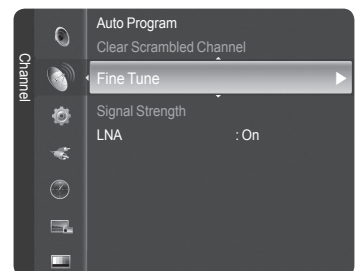 Channel
Auto Program
Clear Scrambled Channel
Fine Tune
Signal Strength
LNA : On